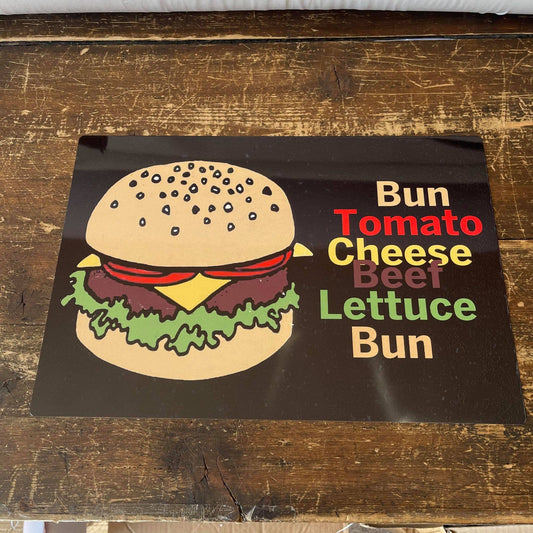 Bun
Tomato
Cheese
Beef
Lettuce
Bun